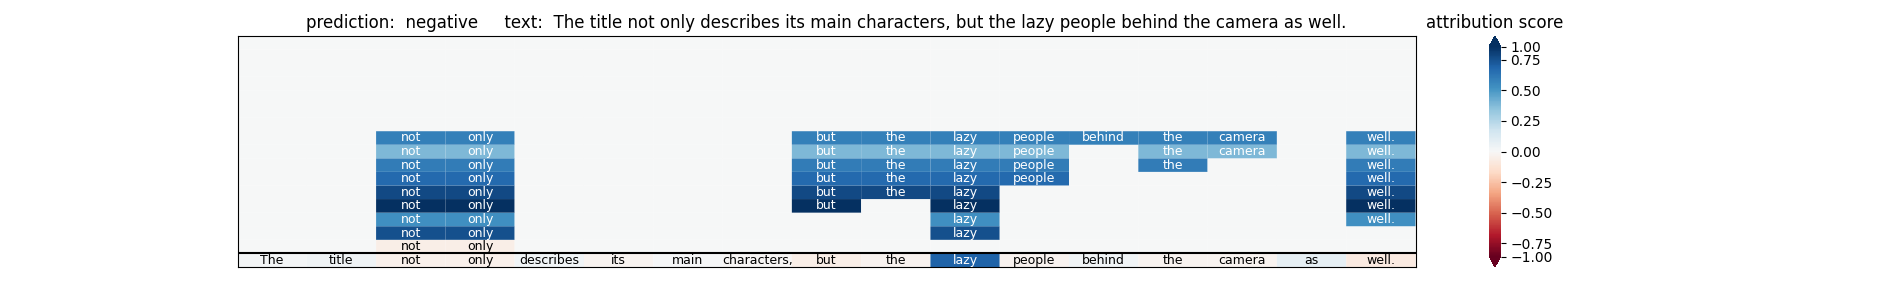 prediction:  negative     text:  The title not only describes its main characters, but the lazy people behind the camera as well.
attribution score
not only but the lazy people behind the camera well.
not only but the lazy people the camera well.
not only but the lazy people the well.
not only but the lazy people well.
not only but the lazy well.
not only but lazy well.
not only lazy well.
not only lazy
not only
The title not only describes its main characters, but the lazy people behind the camera as well.
1.00
0.75
0.50
0.25
0.00
−0.25
−0.50
−0.75
−1.00